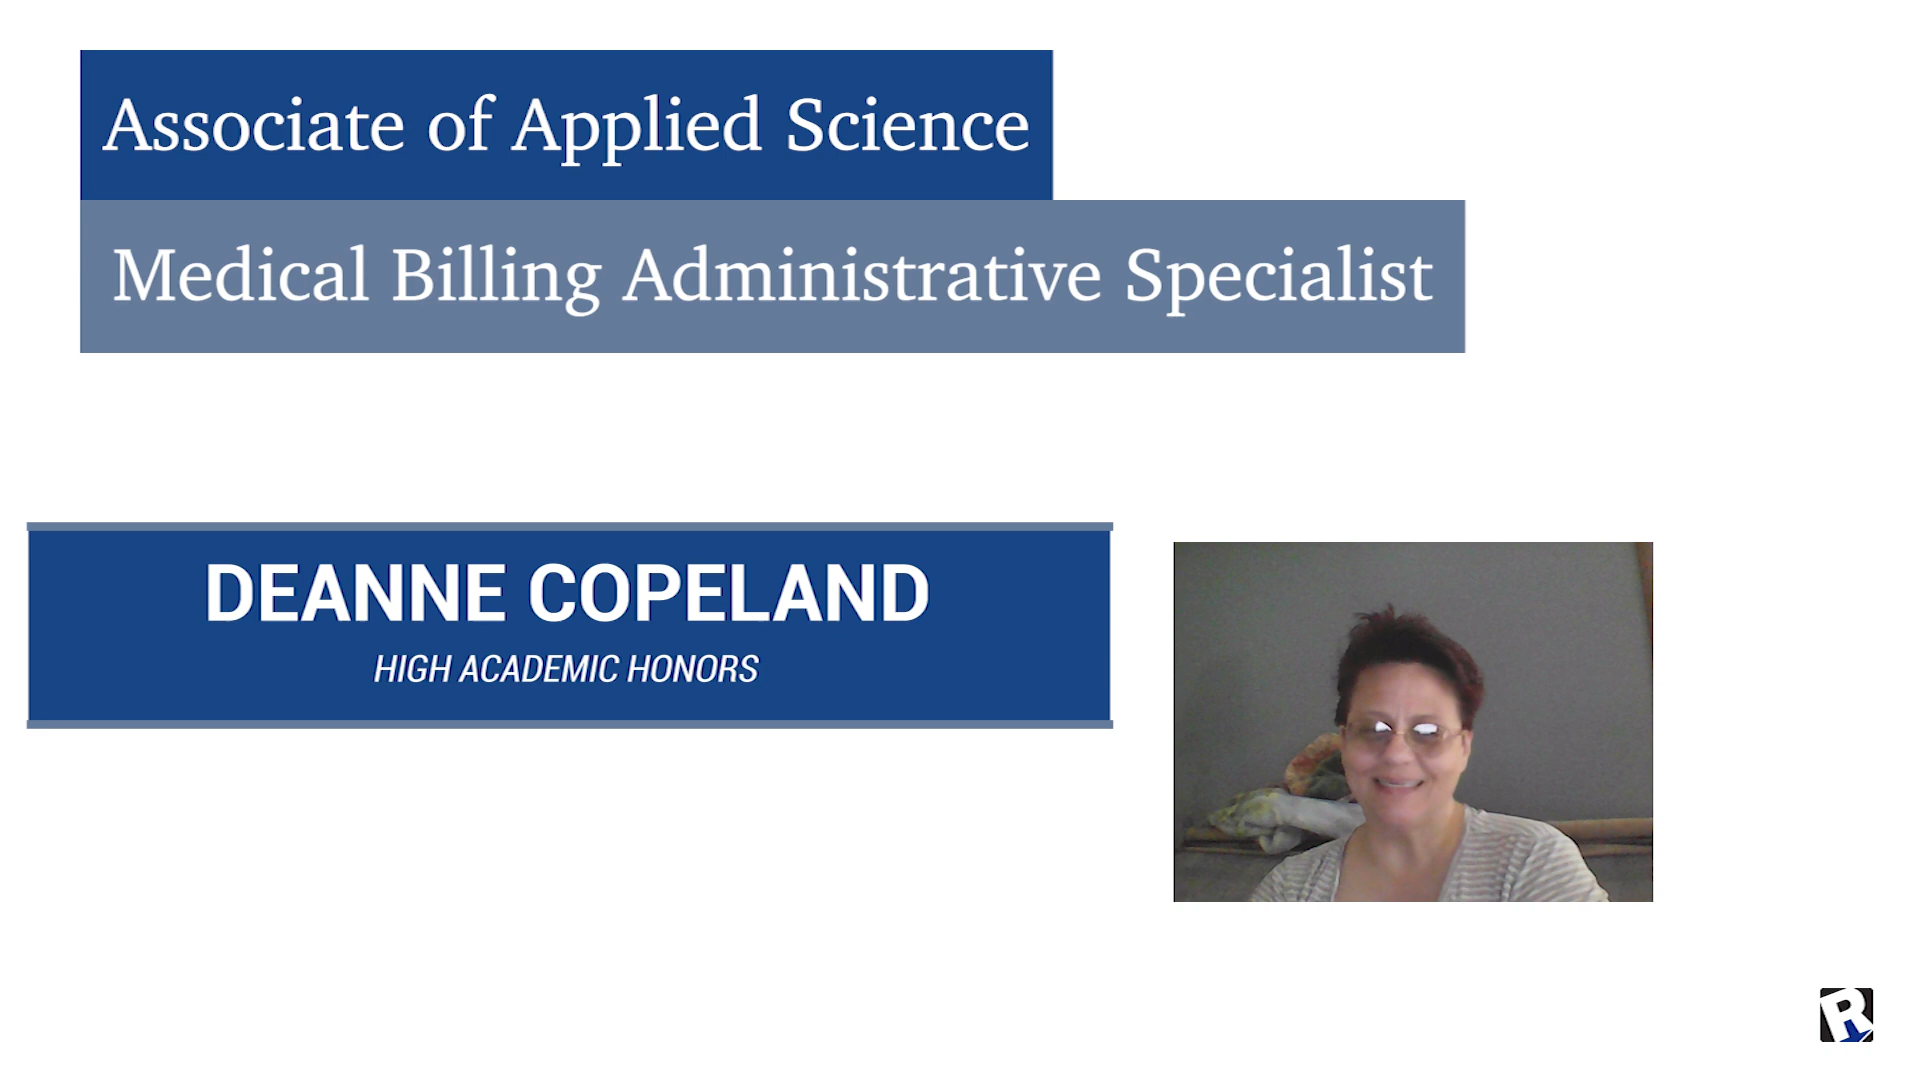 Associate of Applied Science
Medical Billing Administrative Specialist
DEANNE COPELAND
HIGH ACADEMIC HONORS
R